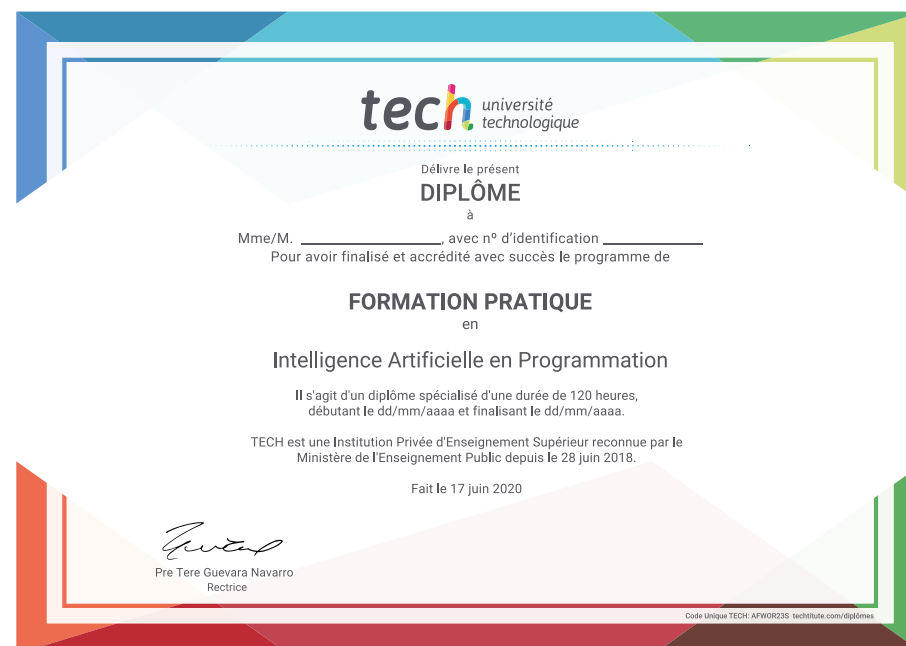 tech université
technologique
Délivre le présent
DIPLÔME
à
Mme/M. ____________________, avec nº d'identification ______________
Pour avoir finalisé et accrédité avec succès le programme de
FORMATION PRATIQUE
en
Intelligence Artificielle en Programmation
Il s'agit d'un diplôme spécialisé d'une durée de 120 heures,
débutant le dd/mm/aaaa et finalisant le dd/mm/aaaa.
TECH est une Institution Privée d'Enseignement Supérieur reconnue par le
Ministère de l'Enseignement Public depuis le 28 juin 2018.
Fait le 17 juin 2020
Pre Tere Guevara Navarro
Rectrice
Code Unique TECH: AFWOR23S techtitute.com/diplômes